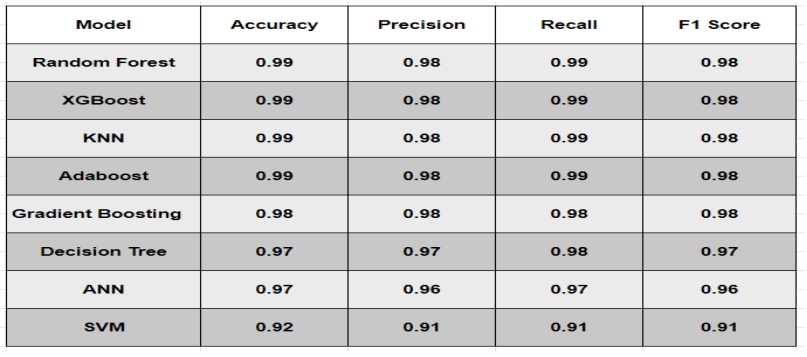 Model Accuracy Precision Recall F1 Score
Random Forest 0.99 0.98 0.99 0.98
XGBoost 0.99 0.98 0.99 0.98
KNN 0.99 0.98 0.99 0.98
Adaboost 0.99 0.98 0.99 0.98
Gradient Boosting 0.98 0.98 0.98 0.98
Decision Tree 0.97 0.97 0.98 0.97
ANN 0.97 0.96 0.97 0.96
SVM 0.92 0.91 0.91 0.91